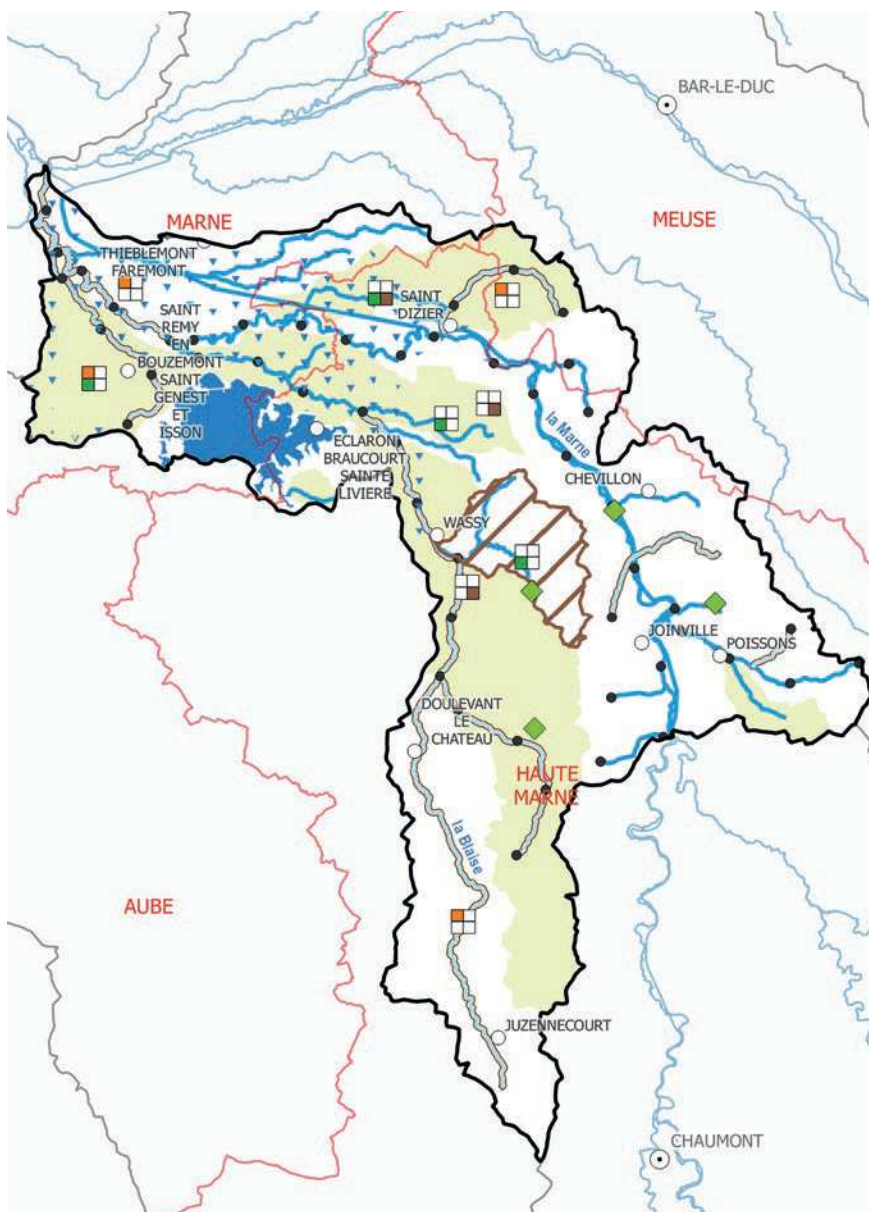 BAR-LE-DUC
MARNE
MEUSE
THIEBLEMONT
FAREMONT
SAINT
DIZIER
SAINT
REMY
EN
BOUZEMONT
SAINT
GENEST
ET
ISSON
la Marne
ECLARON
BRAUCOURT
SAINTE
LIVIERE
CHEVILLON
WASSY
JOINVILLE
POISSONS
DOULEVANT
LE
CHATEAU
HAUTE
MARNE
la Blaise
AUBE
JUZENNECOURT
CHAUMONT